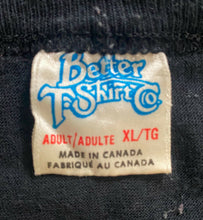 Better
T-Shirt Co.
ADULT/ADULTE XL/TG
MADE IN CANADA
FABRIQUÉ AU CANADA